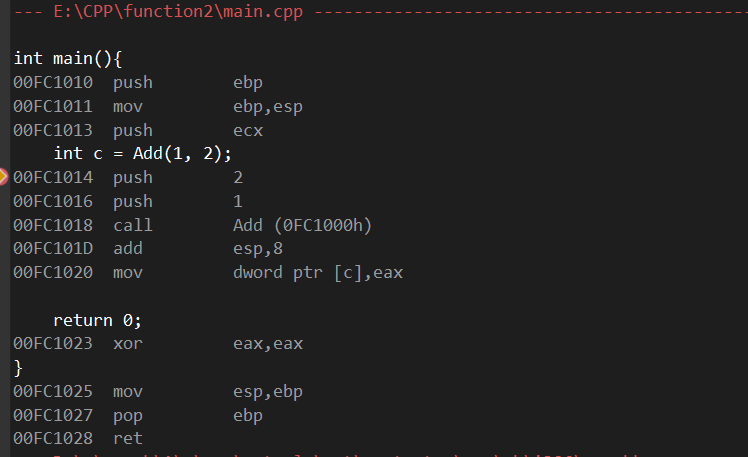 --- E:\CPP\function2\main.cpp -------------------------------------------
int main(){
00FC1010 push ebp
00FC1011 mov ebp,esp
00FC1013 push ecx
int c = Add(1, 2);
00FC1014 push 2
00FC1016 push 1
00FC1018 call Add (0FC1000h)
00FC101D add esp,8
00FC1020 mov dword ptr [c],eax
return 0;
00FC1023 xor eax,eax
}
00FC1025 mov esp,ebp
00FC1027 pop ebp
00FC1028 ret